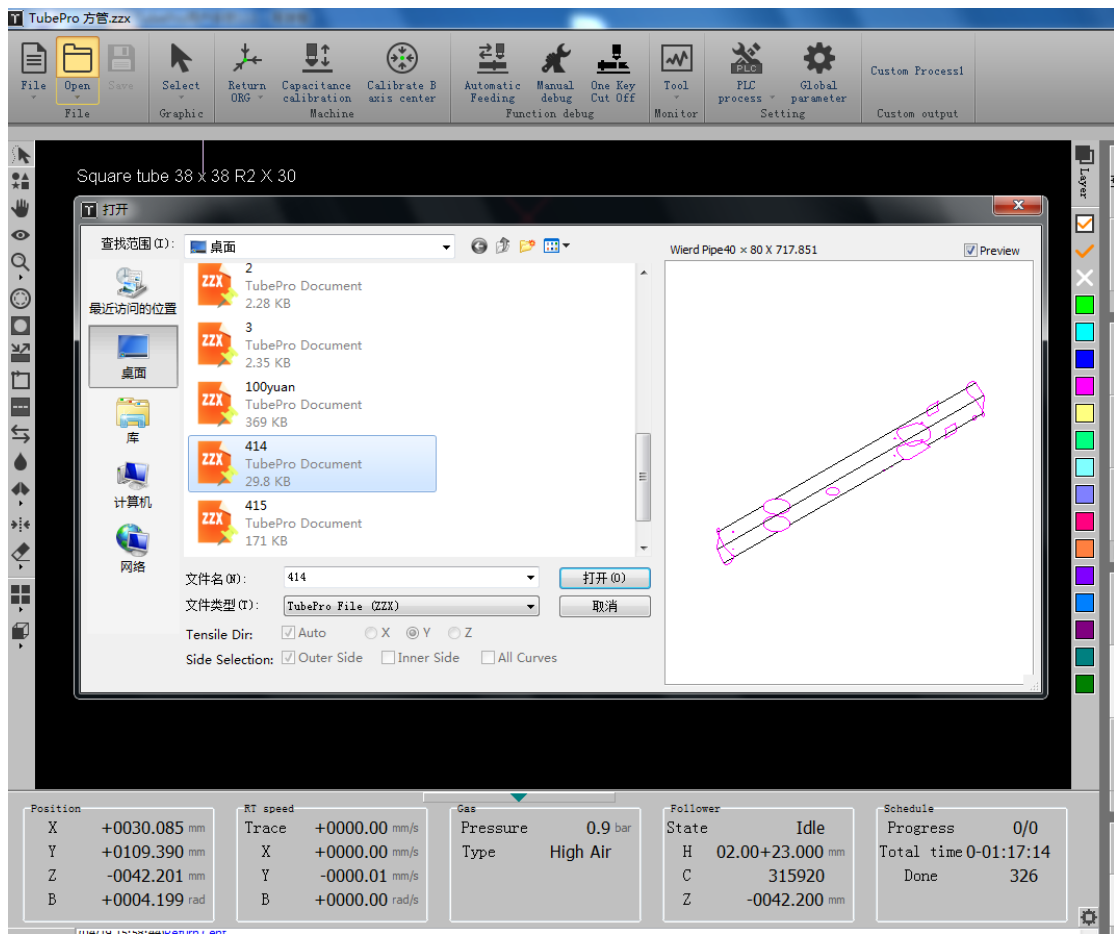 TubePro 方管.zzx
File
Open
Save
Select
Return ORG
Capacitance calibration
Calibrate B axis center
Automatic Feeding
Manual debug
One Key Cut Off
Tool
PLC
PLC process
Global parameter
Custom Process1
File
Graphic
Machine
Function debug
Monitor
Setting
Custom output
Layer
Square tube 38 x 38 R2 X 30
打开
查找范围(I):
桌面
Wierd Pipe40 × 80 X 717.851
Preview
最近访问的位置
桌面
库
计算机
网络
ZZX
2
TubePro Document
2.28 KB
ZZX
3
TubePro Document
2.35 KB
ZZX
100yuan
TubePro Document
369 KB
ZZX
414
TubePro Document
29.8 KB
ZZX
415
TubePro Document
171 KB
文件名(N):
414
打开(O)
文件类型(T):
TubePro File (ZZX)
取消
Tensile Dir:
Auto
X
Y
Z
Side Selection:
Outer Side
Inner Side
All Curves
Position
X +0030.085 mm
Y +0109.390 mm
Z -0042.201 mm
B +0004.199 rad
RT speed
Trace +0000.00 mm/s
X +0000.00 mm/s
Y -0000.01 mm/s
B +0000.00 rad/s
Gas
Pressure 0.9 bar
Type High Air
Follower
State Idle
H 02.00+23.000 mm
C 315920
Z -0042.200 mm
Schedule
Progress 0/0
Total time 0-01:17:14
Done 326